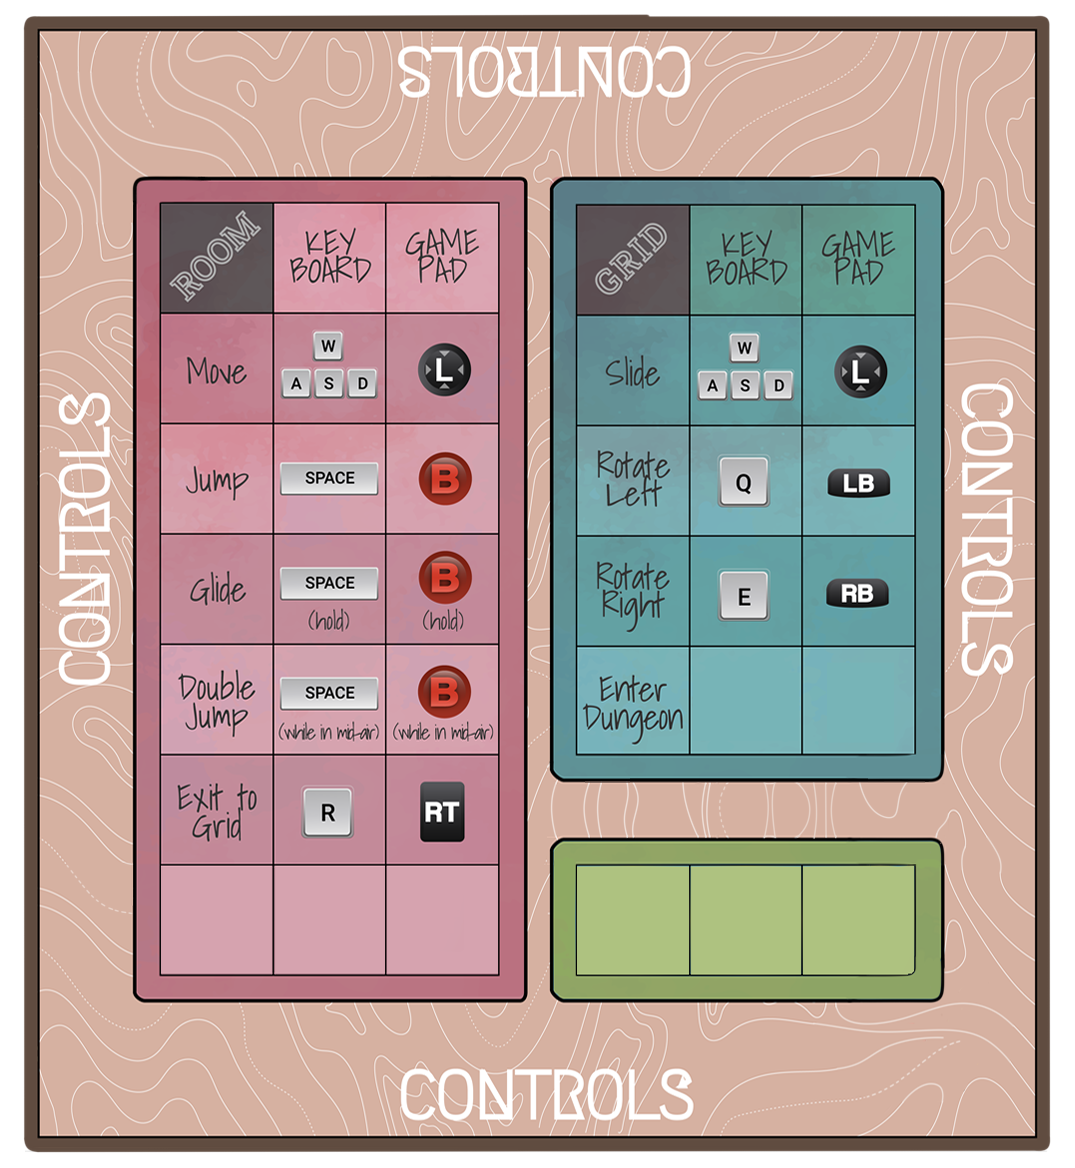 CONTROLS
CONTROLS
CONTROLS
ROOM
KEY
BOARD
GAME
PAD
Move
W
A S D
L
Jump
SPACE
B
Glide
SPACE
(hold)
B
(hold)
Double
Jump
SPACE
(while in mid-air)
B
(while in mid-air)
Exit to
Grid
R
RT
GRID
KEY
BOARD
GAME
PAD
Slide
W
A S D
L
Rotate
Left
Q
LB
Rotate
Right
E
RB
Enter
Dungeon
CONTROLS